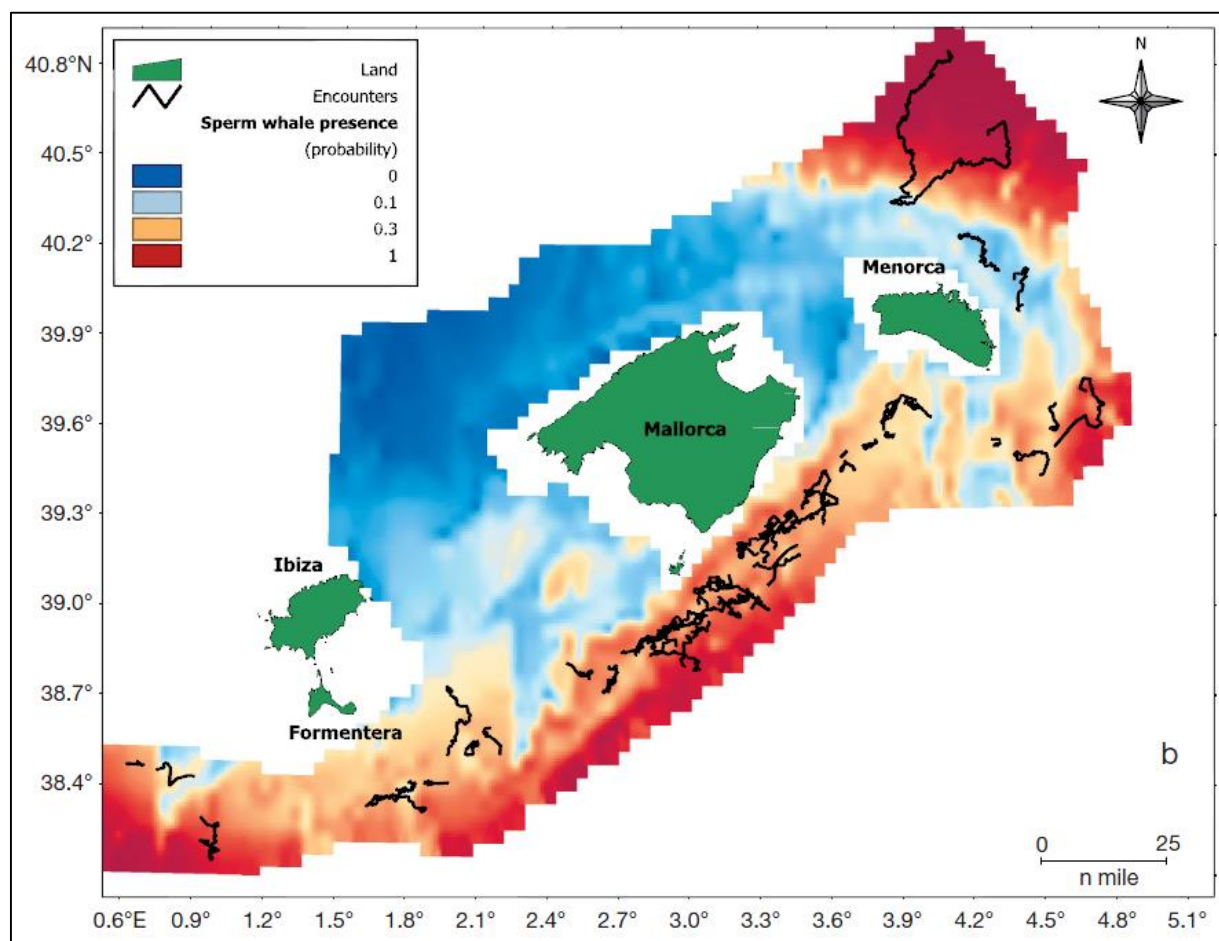 Land
Encounters
Sperm whale presence
(probability)
0
0.1
0.3
1
N
40.8°N
40.5°
40.2°
39.9°
39.6°
39.3°
39.0°
38.7°
38.4°
Menorca
Mallorca
Ibiza
Formentera
b
0 25
n mile
0.6°E 0.9° 1.2° 1.5° 1.8° 2.1° 2.4° 2.7° 3.0° 3.3° 3.6° 3.9° 4.2° 4.5° 4.8° 5.1°